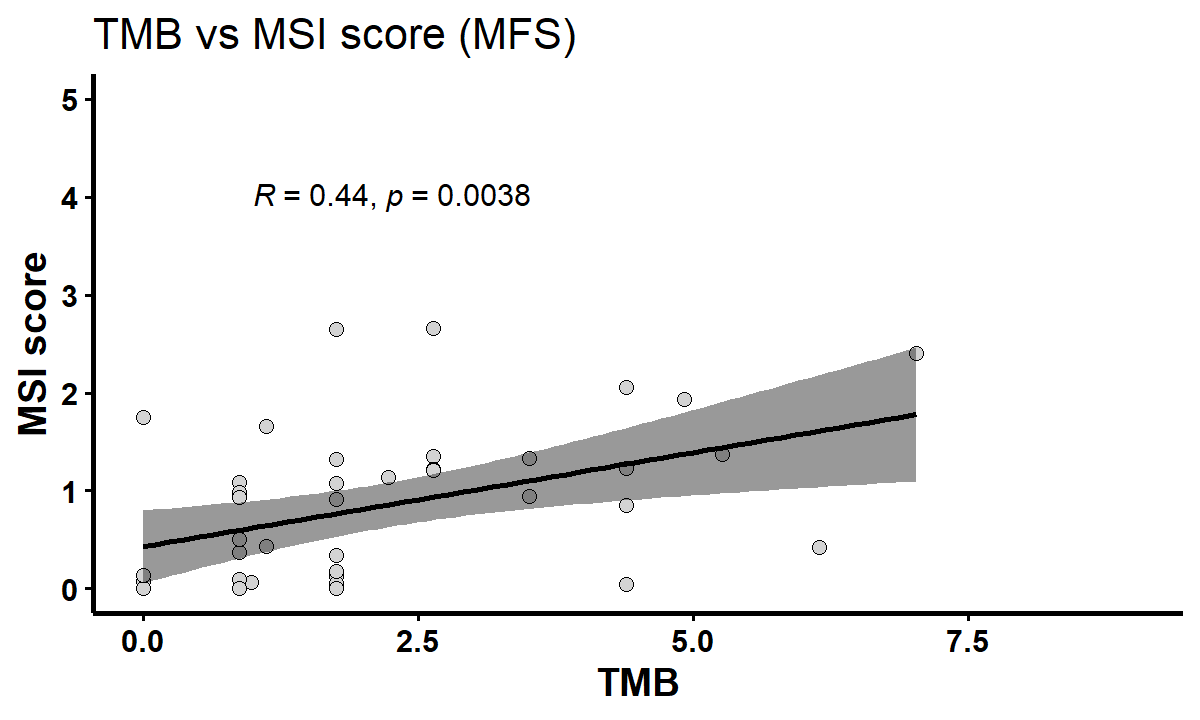 TMB vs MSI score (MFS)
5
4
3
2
1
0
MSI score
R = 0.44, p = 0.0038
0.0 2.5 5.0 7.5
TMB